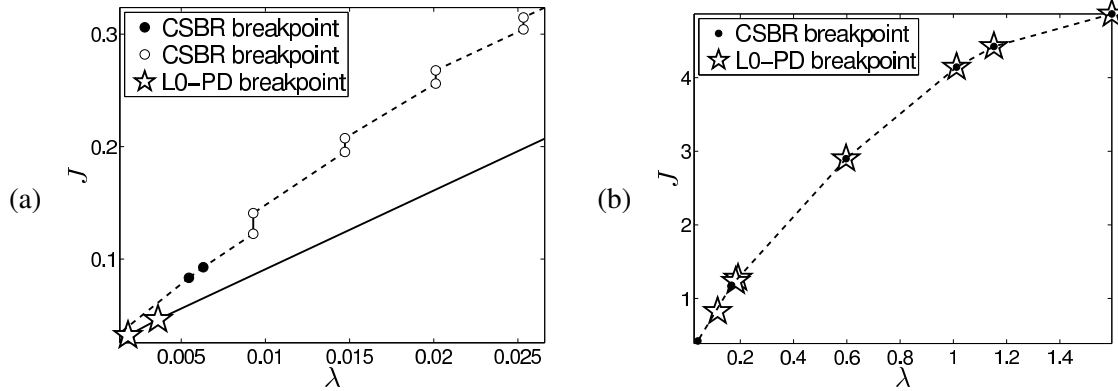 (a)
● CSBR breakpoint
○ CSBR breakpoint
☆ L0−PD breakpoint
J
0.3
0.2
0.1
0.005
0.01
0.015
0.02
0.025
λ
(b)
• CSBR breakpoint
☆ L0−PD breakpoint
J
4
3
2
1
0.2
0.4
0.6
0.8
1
1.2
1.4
λ